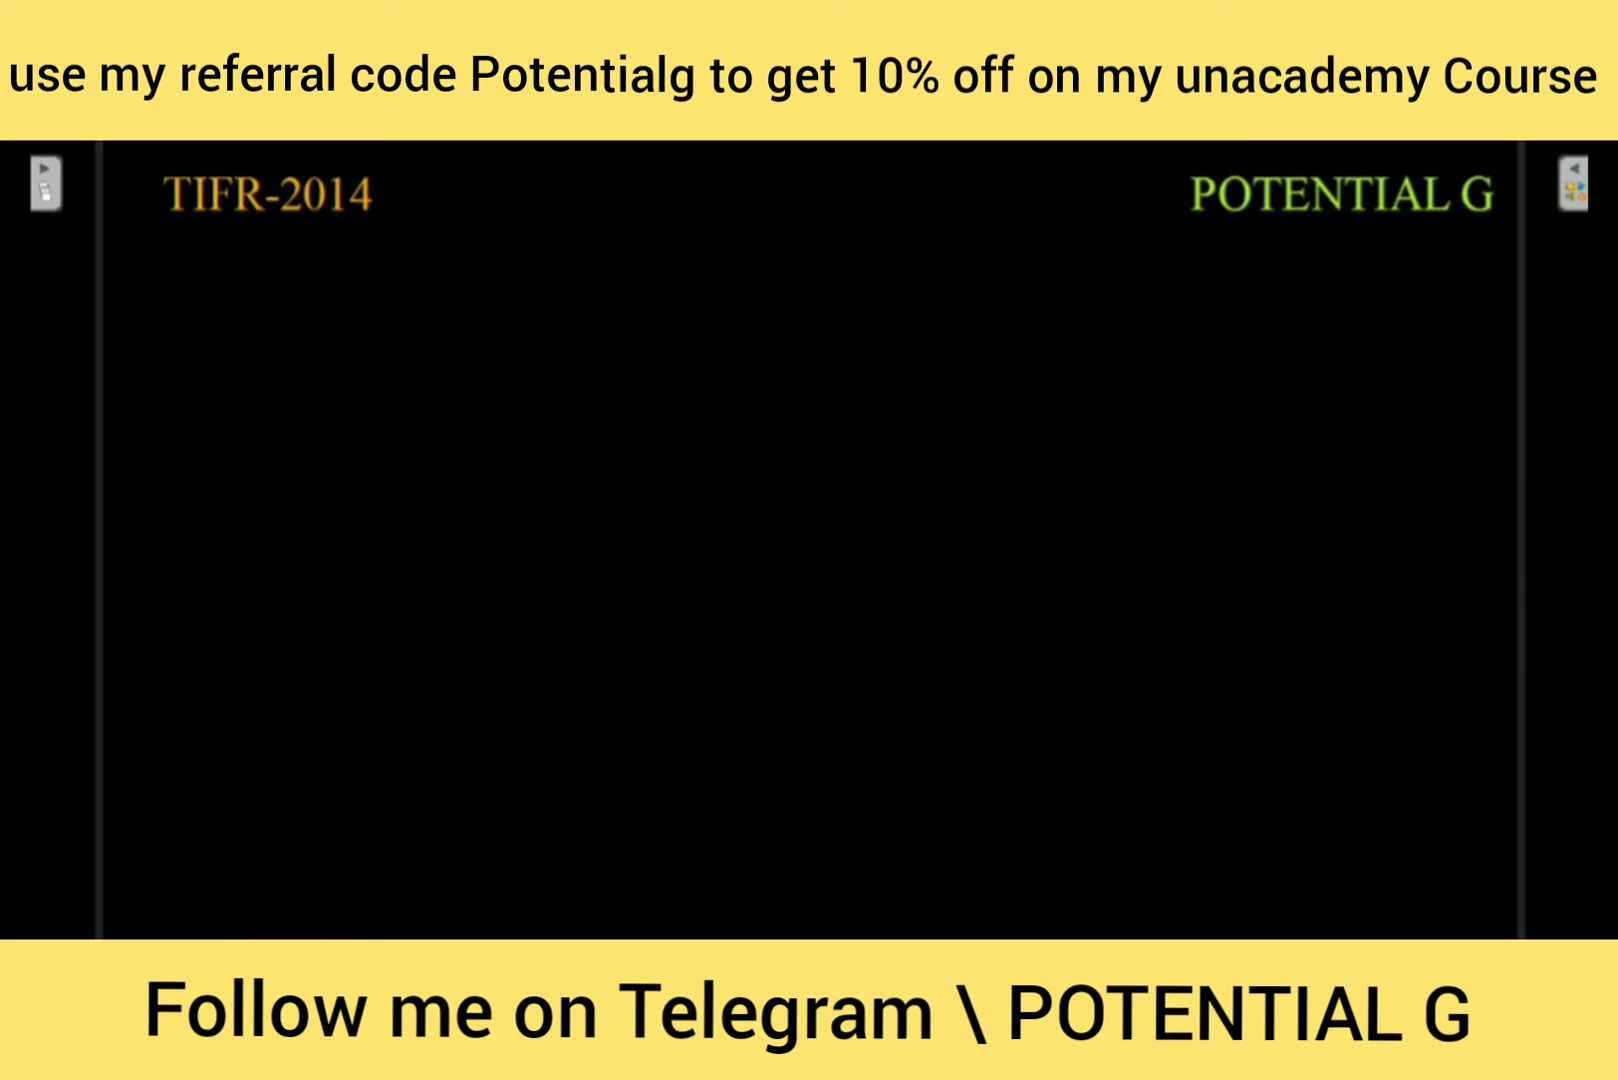 use my referral code Potentialg to get 10% off on my unacademy Course
TIFR-2014 POTENTIAL G
Follow me on Telegram \ POTENTIAL G